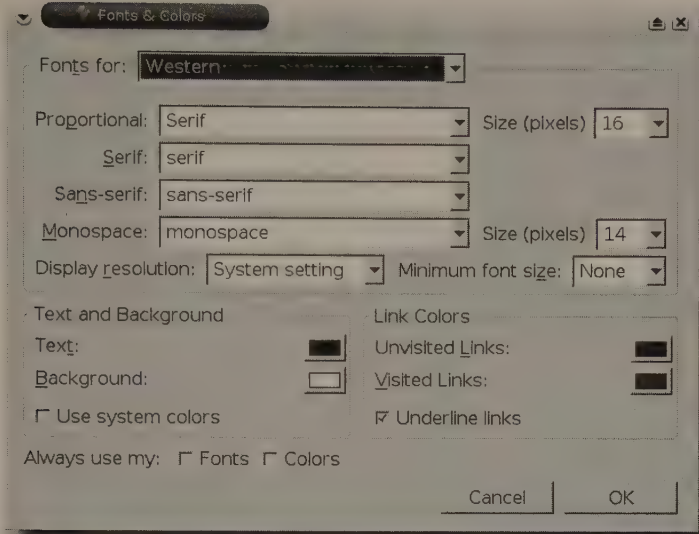 Fonts & Colors
Fonts for: Western
Proportional: Serif Size (pixels) 16
Serif: serif
Sans-serif: sans-serif
Monospace: monospace Size (pixels) 14
Display resolution: System setting Minimum font size: None
Text and Background Link Colors
Text: Unvisited Links:
Background: Visited Links:
Use system colors Underline links
Always use my: Fonts Colors
Cancel OK